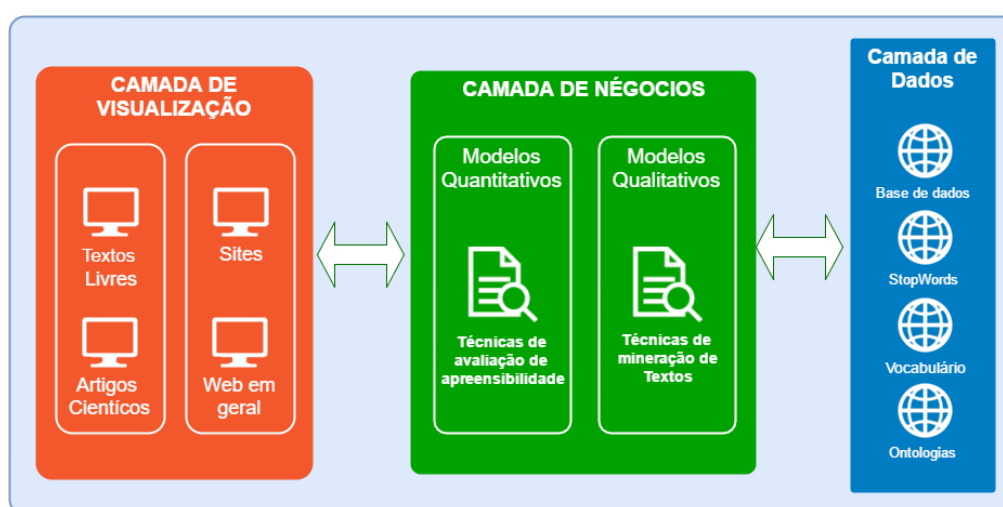 CAMADA DE
VISUALIZAÇÃO
Textos
Livres
Artigos
Cientícos
Sites
Web em
geral
CAMADA DE NÉGOCIOS
Modelos
Quantitativos
Técnicas de
avaliação de
apreensibilidade
Modelos
Qualitativos
Técnicas de
mineração de
Textos
Camada de
Dados
Base de dados
StopWords
Vocabulário
Ontologias